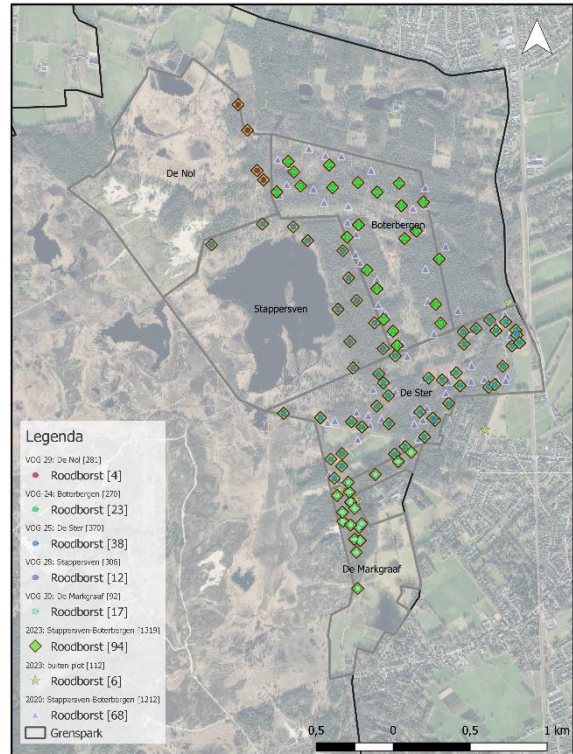 De Nol
Boterbergen
Stappersven
De Ster
De Markgraaf
Legenda
VOG 29: De Nol [281]
Roodborst [4]
VOG 24: Boterbergen [270]
Roodborst [23]
VOG 25: De Ster [370]
Roodborst [38]
VOG 28: Stappersven [306]
Roodborst [12]
VOG 30: De Markgraaf [92]
Roodborst [17]
2023: Stappersven-Boterbergen [1319]
Roodborst [94]
2023: buiten plot [112]
Roodborst [6]
2020: Stappersven-Boterbergen [1212]
Roodborst [68]
Grenspark
0,5 0 0,5 1 km